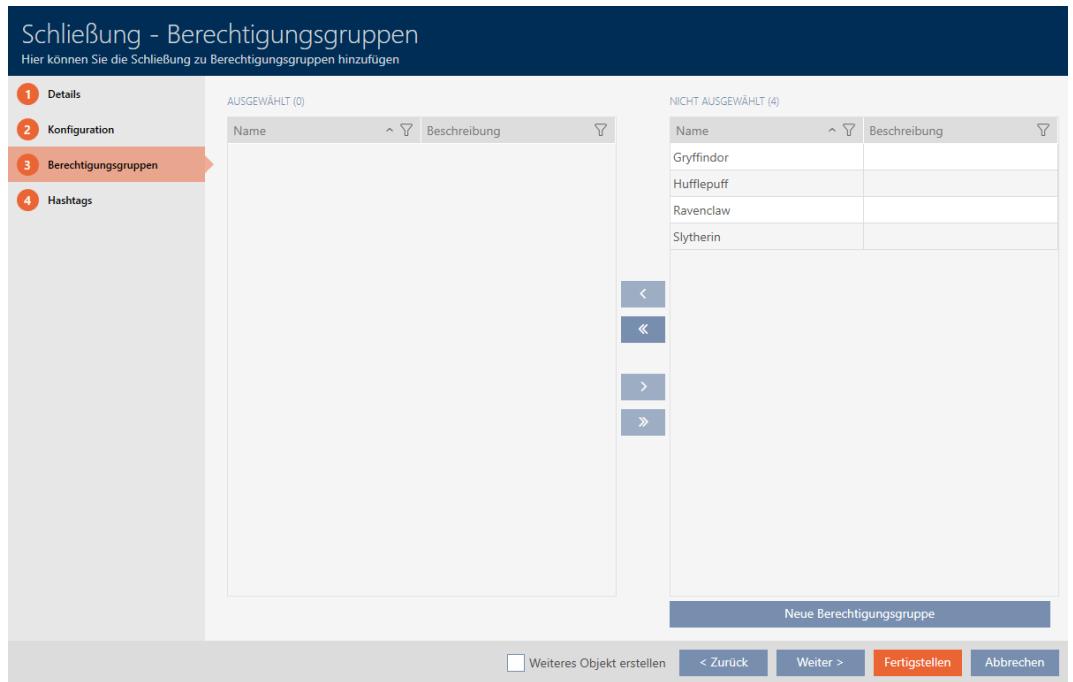 Schließung - Berechtigungsgruppen
Hier können Sie die Schließung zu Berechtigungsgruppen hinzufügen
1 Details
2 Konfiguration
3 Berechtigungsgruppen
4 Hashtags
AUSGEWÄHLT (0)
Name Beschreibung
NICHT AUSGEWÄHLT (4)
Name Beschreibung
Gryffindor
Hufflepuff
Ravenclaw
Slytherin
Neue Berechtigungsgruppe
Weiteres Objekt erstellen < Zurück Weiter > Fertigstellen Abbrechen